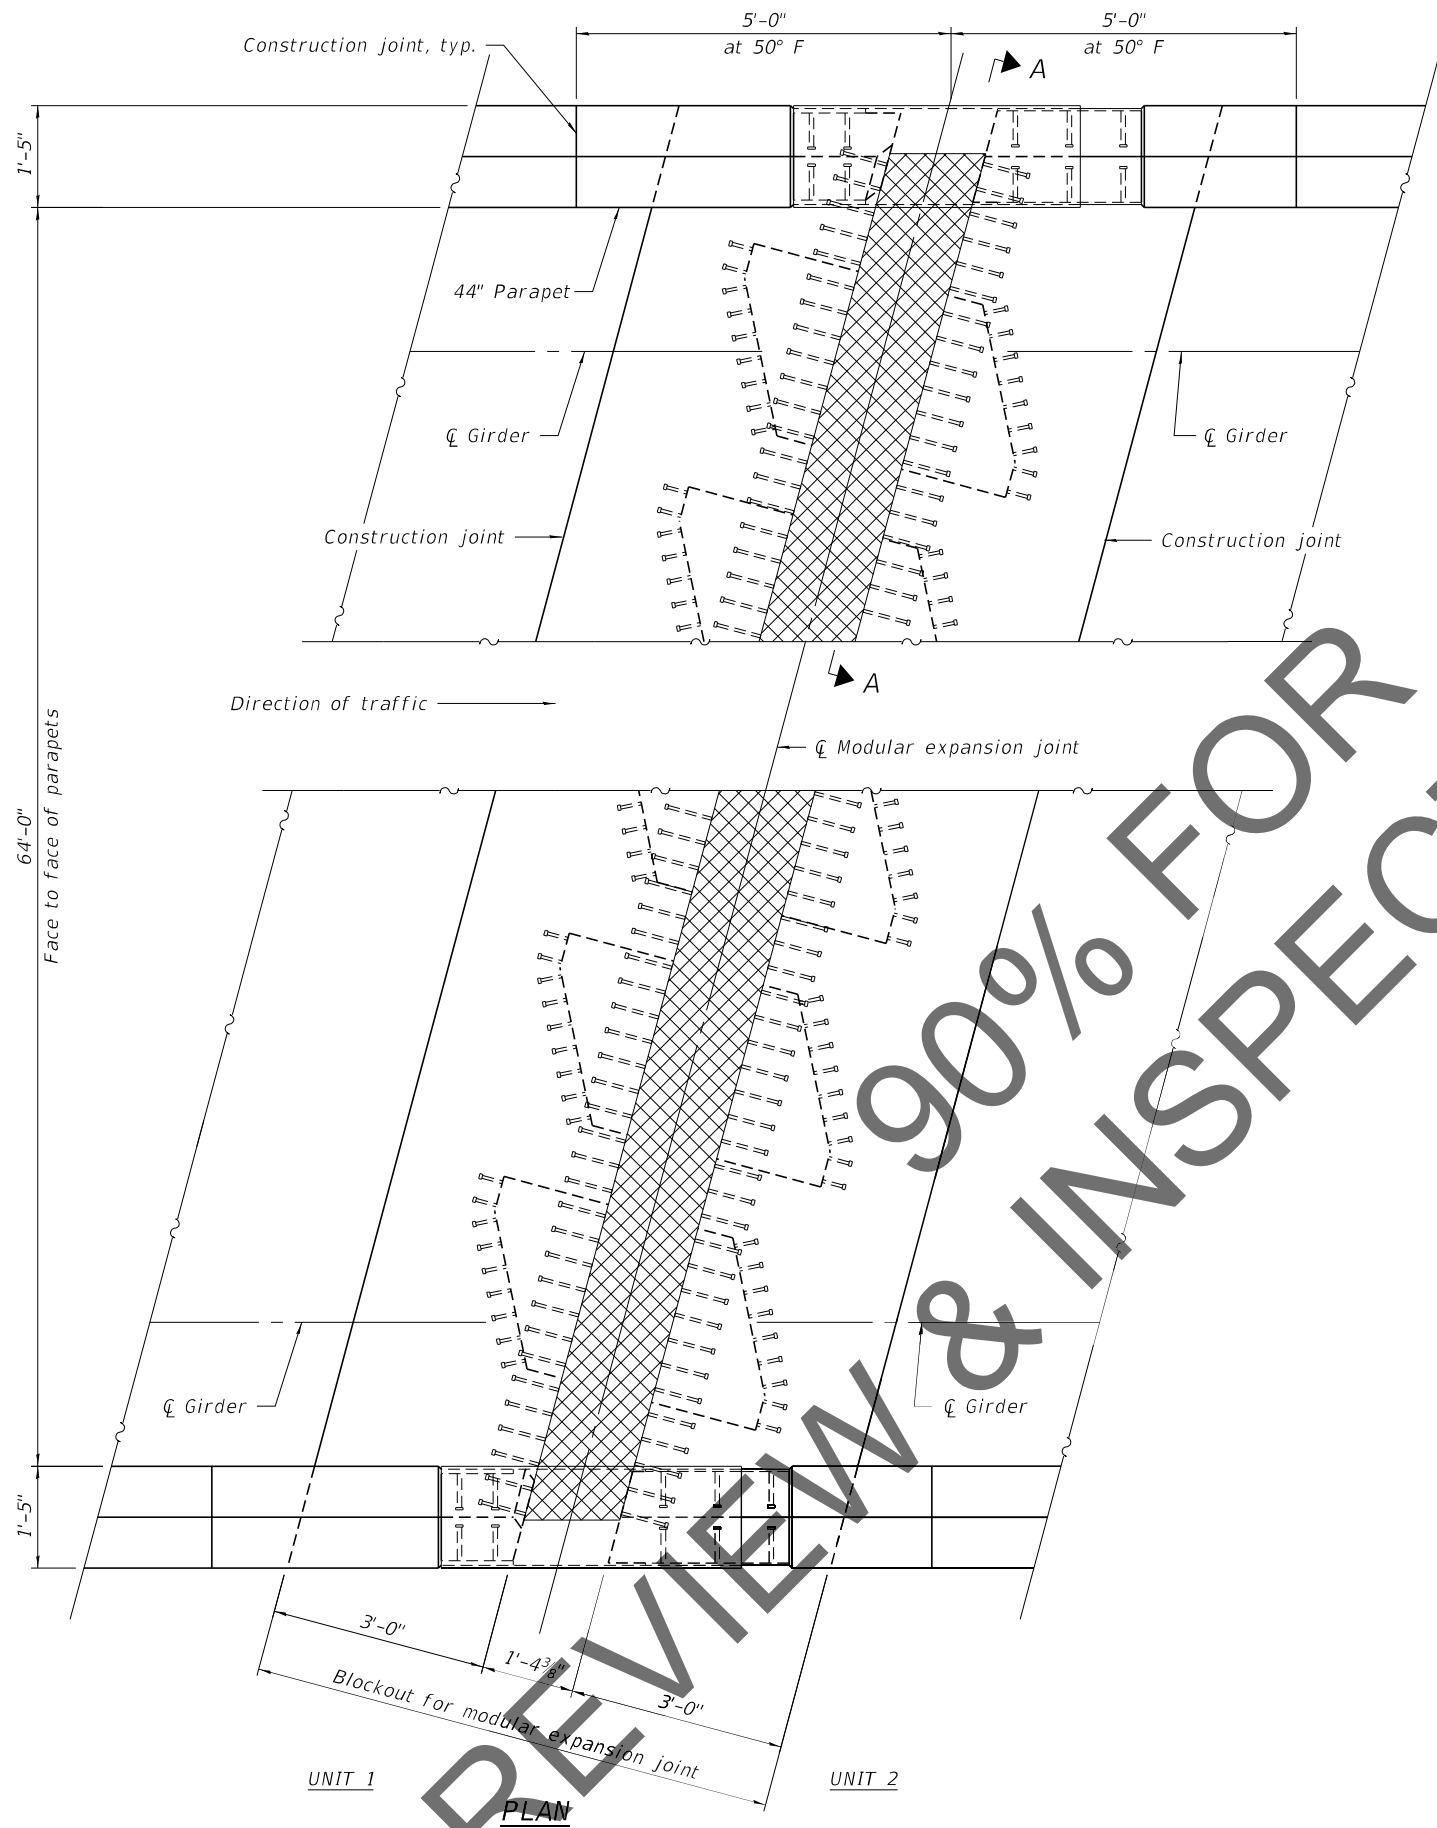 5'-0"
at 50° F
5'-0"
at 50° F
Construction joint, typ.
A
1'-5"
44" Parapet
℄ Girder
℄ Girder
Construction joint
Construction joint
A
Direction of traffic
℄ Modular expansion joint
64'-0"
Face to face of parapets
℄ Girder
℄ Girder
1'-5"
3'-0"
1'-4⅜"
3'-0"
Blockout for modular expansion joint
UNIT 1
UNIT 2
PLAN
90% FOR
REVIEW & INSPEC